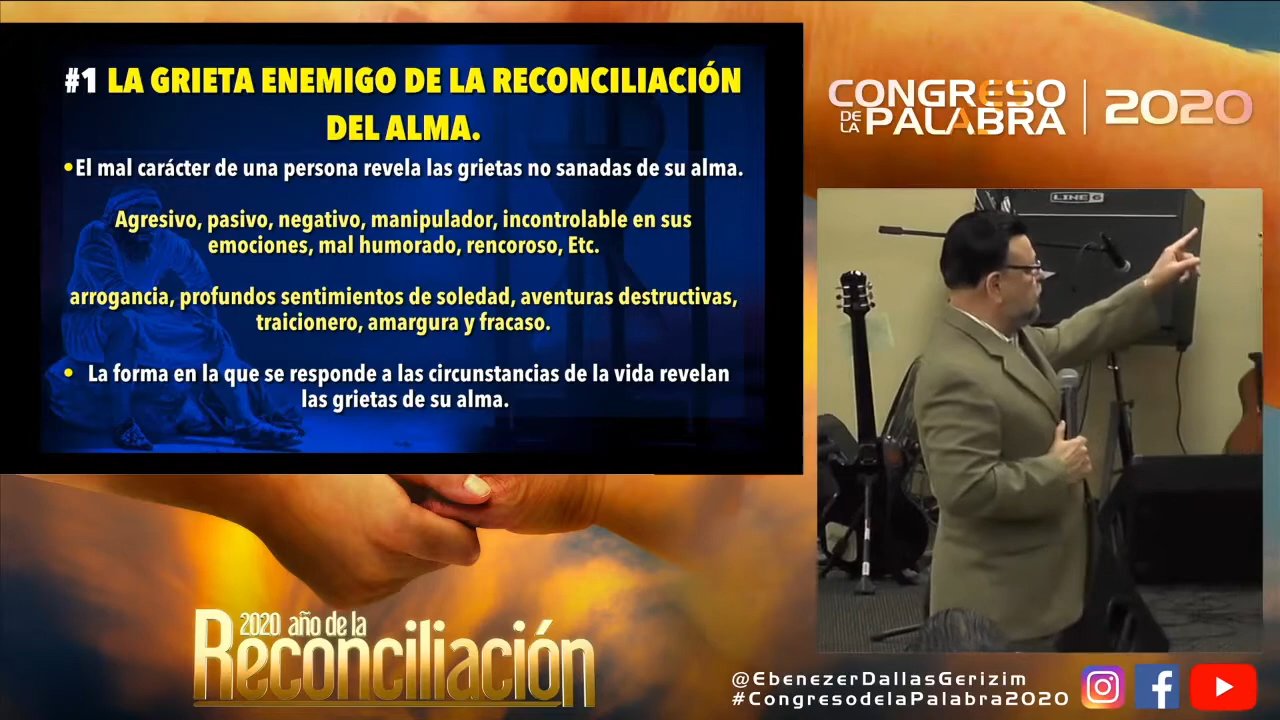 #1 LA GRIETA ENEMIGO DE LA RECONCILIACIÓN
DEL ALMA.
•El mal carácter de una persona revela las grietas no sanadas de su alma.
Agresivo, pasivo, negativo, manipulador, incontrolable en sus
emociones, mal humorado, rencoroso, Etc.
arrogancia, profundos sentimientos de soledad, aventuras destructivas,
traicionero, amargura y fracaso.
• La forma en la que se responde a las circunstancias de la vida revelan
las grietas de su alma.
CONGRESO
DE LA PALABRA | 2020
LINE 6
2020 año de la
Reconciliación
@EbenezerDallasGerizim
#CongresodelaPalabra2020